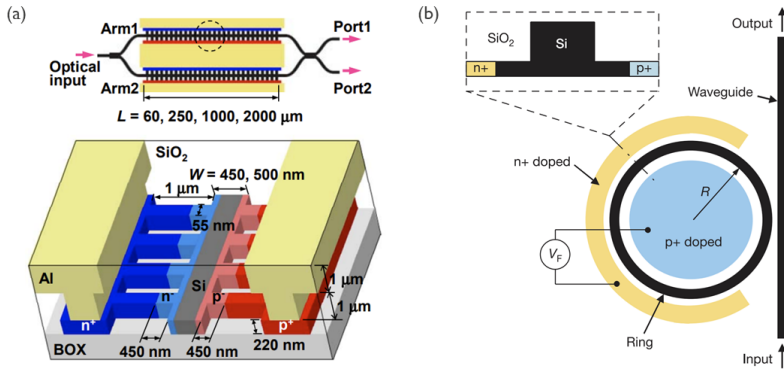 (a)
Arm1
Port1
Optical
input
Arm2
Port2
L = 60, 250, 1000, 2000 μm
SiO2
W = 450, 500 nm
1 μm
55 nm
Al
Si
n-
p-
1 μm
1 μm
n+
p+
BOX
450 nm
450 nm
220 nm
(b)
Output
SiO2
Si
n+
p+
Waveguide
n+ doped
R
p+ doped
VF
Ring
Input